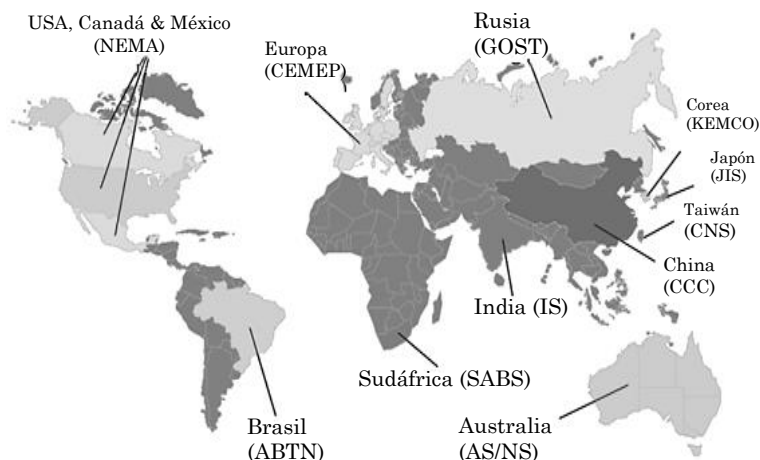 USA, Canadá & México
(NEMA)
Europa
(CEMEP)
Rusia
(GOST)
Corea
(KEMCO)
Japón
(JIS)
Taiwán
(CNS)
China
(CCC)
India (IS)
Sudáfrica (SABS)
Brasil
(ABTN)
Australia
(AS/NS)